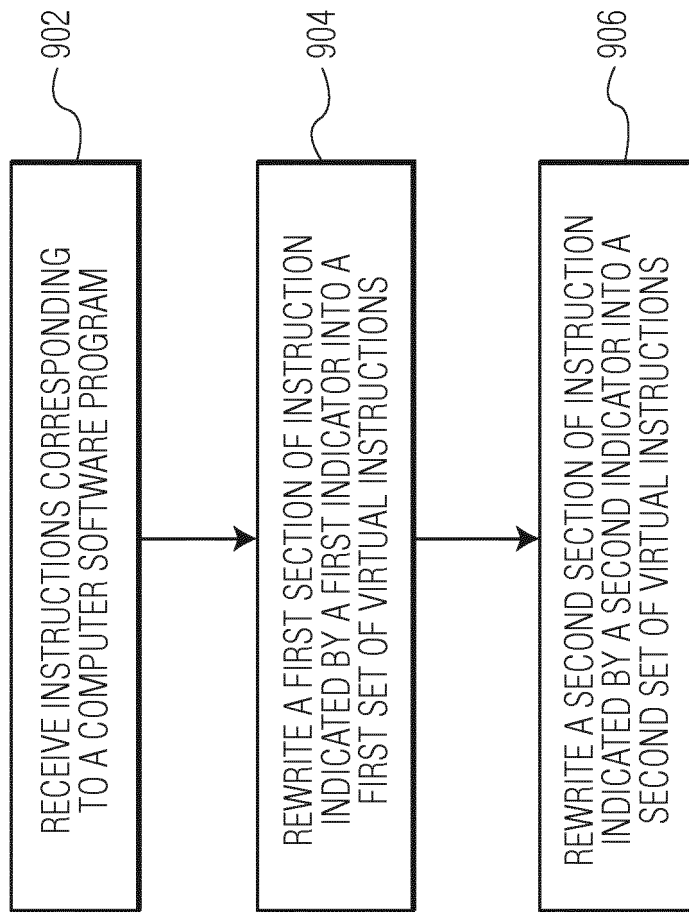 RECEIVE INSTRUCTIONS CORRESPONDING
TO A COMPUTER SOFTWARE PROGRAM
902
REWRITE A FIRST SECTION OF INSTRUCTION
INDICATED BY A FIRST INDICATOR INTO A
FIRST SET OF VIRTUAL INSTRUCTIONS
904
REWRITE A SECOND SECTION OF INSTRUCTION
INDICATED BY A SECOND INDICATOR INTO A
SECOND SET OF VIRTUAL INSTRUCTIONS
906